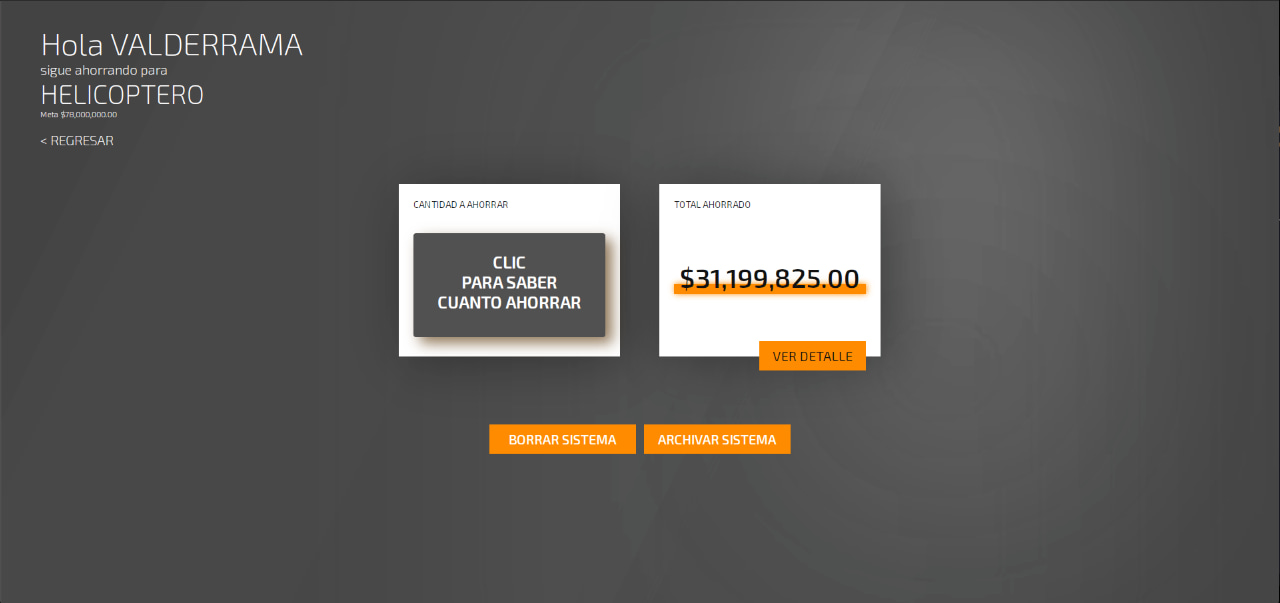 Hola VALDERRAMA
sigue ahorrando para
HELICOPTERO
Meta $78,000,000.00
< REGRESAR
CANTIDAD A AHORRAR
CLIC
PARA SABER
CUANTO AHORRAR
TOTAL AHORRADO
$31,199,825.00
VER DETALLE
BORRAR SISTEMA
ARCHIVAR SISTEMA